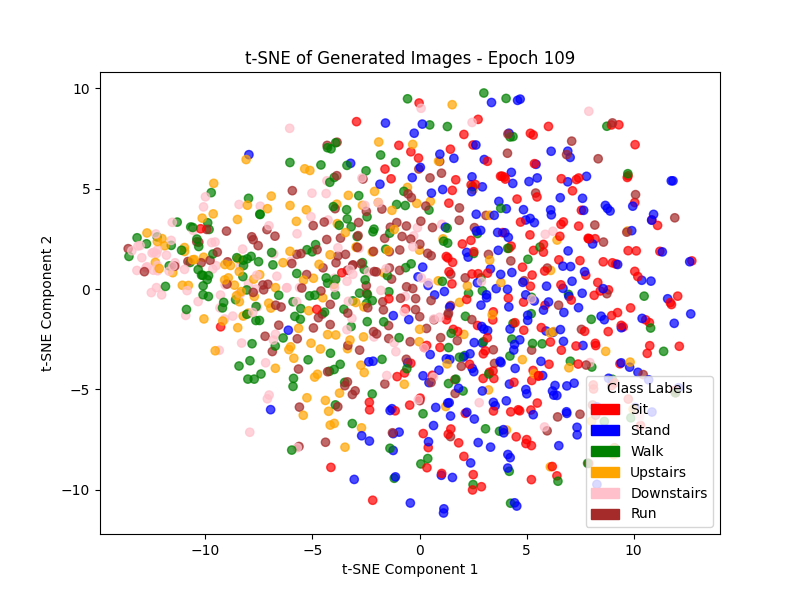 t-SNE of Generated Images - Epoch 109
10
5
0
−5
−10
t-SNE Component 2
−10
−5
0
5
10
t-SNE Component 1
Class Labels
Sit
Stand
Walk
Upstairs
Downstairs
Run